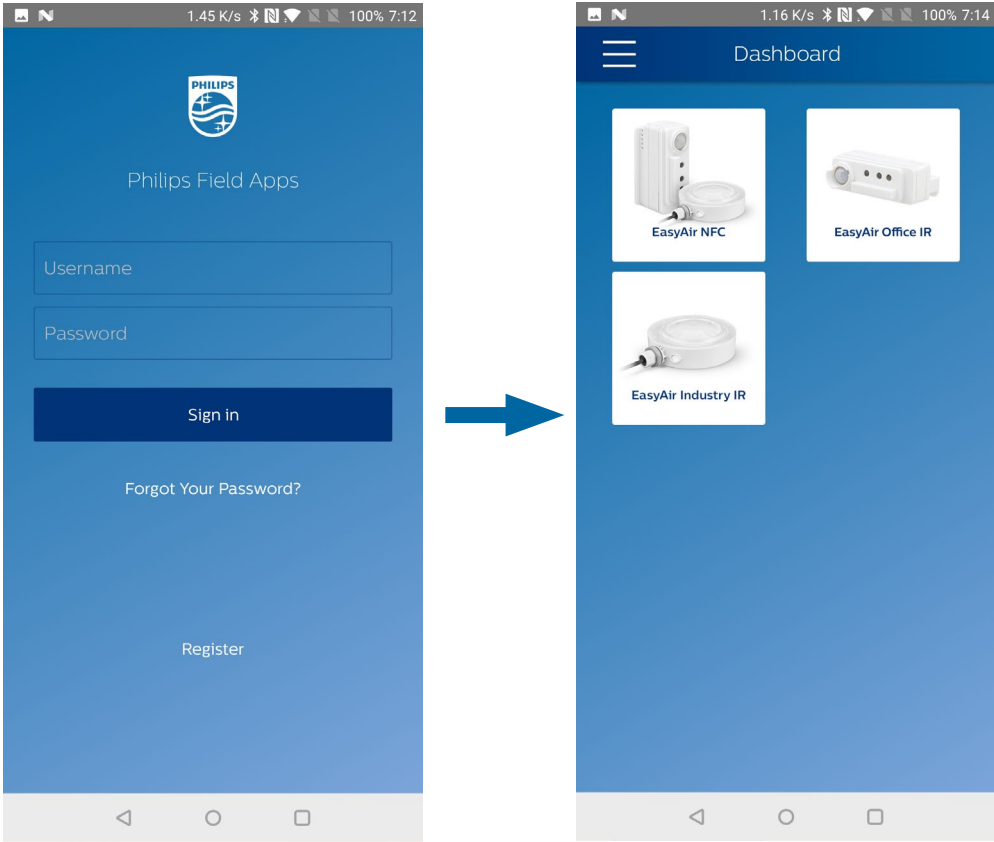 1.45 K/s 100% 7:12
PHILIPS
Philips Field Apps
Username
Password
Sign in
Forgot Your Password?
Register
1.16 K/s 100% 7:14
Dashboard
EasyAir NFC
EasyAir Office IR
EasyAir Industry IR